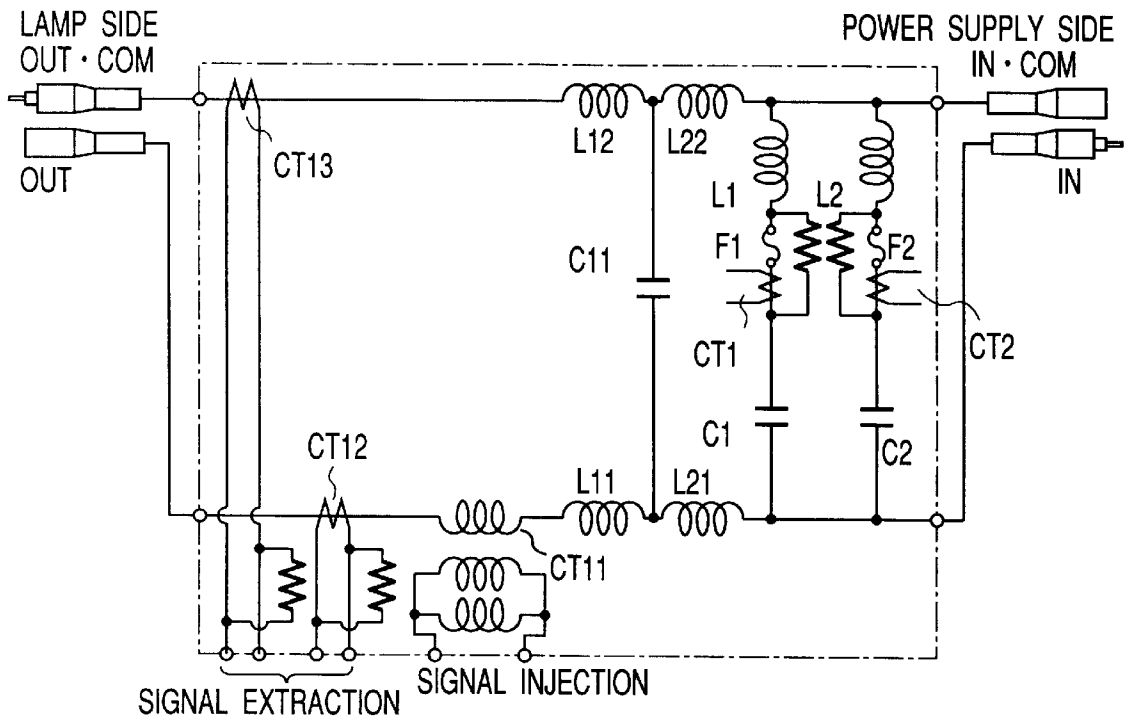 LAMP SIDE
OUT · COM
POWER SUPPLY SIDE
IN · COM
OUT
CT13
L12
L22
IN
L1
L2
C11
F1
F2
CT1
CT2
C1
C2
CT12
L11
L21
CT11
SIGNAL EXTRACTION
SIGNAL INJECTION